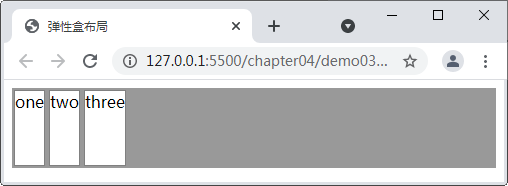 弹性盒布局
127.0.0.1:5500/chapter04/demo03...
one two three